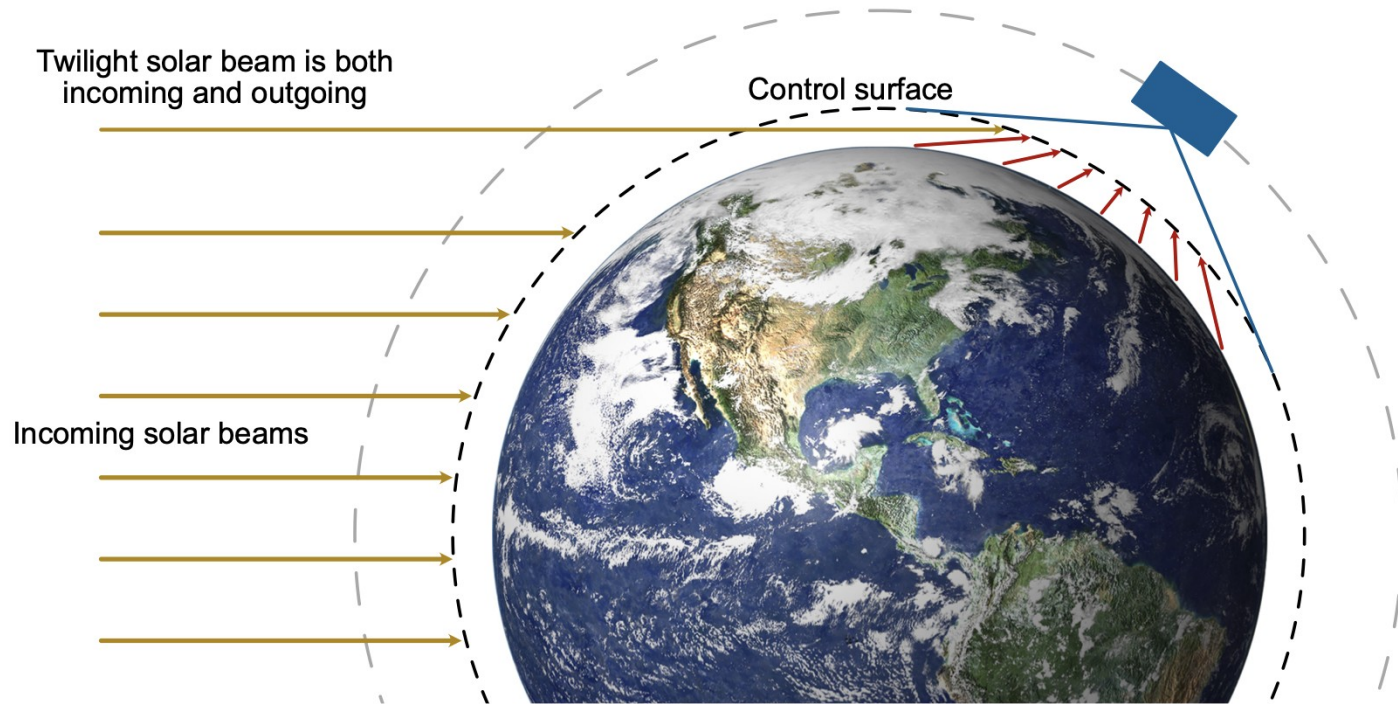 Twilight solar beam is both
incoming and outgoing
Control surface
Incoming solar beams